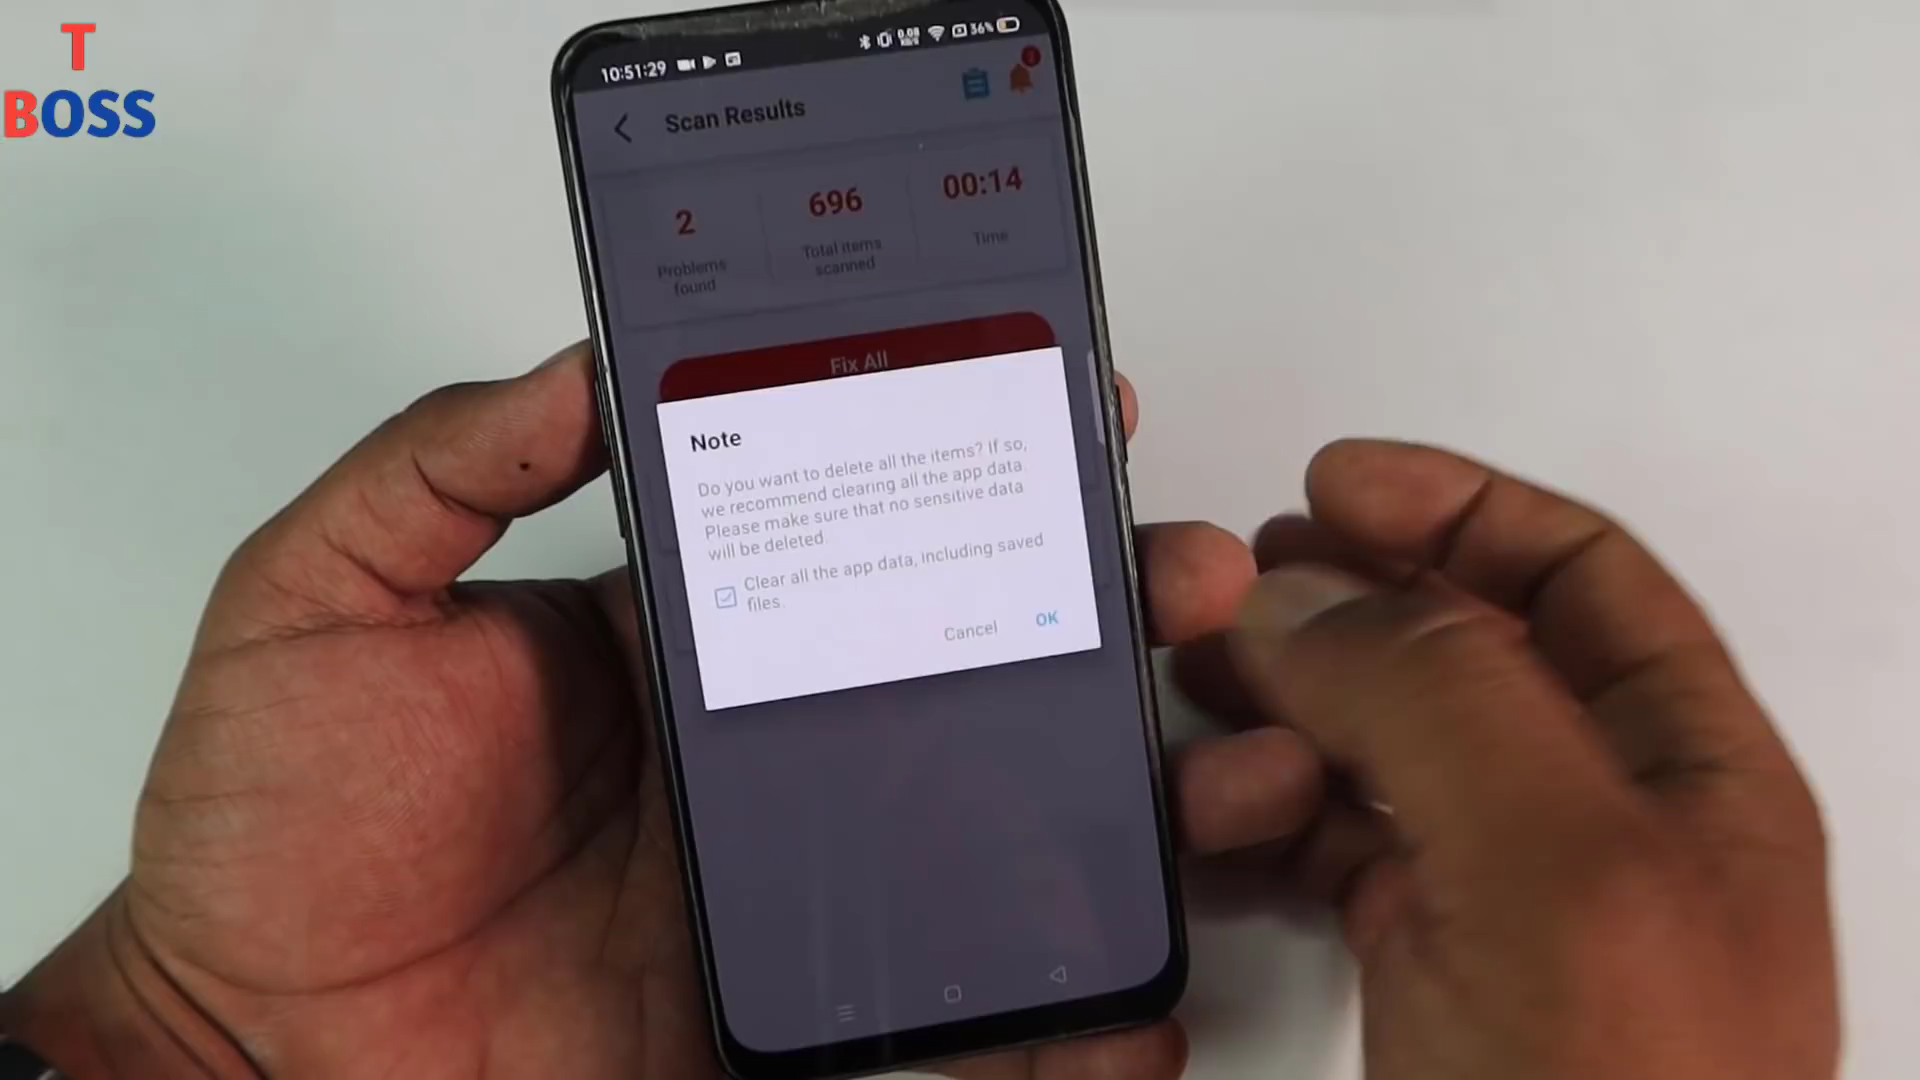 T
BOSS
10:51:29
0.08
36%
Scan Results
2
696
00:14
Problems
found
Total items
scanned
Time
Fix All
Note
Do you want to delete all the items? If so,
we recommend clearing all the app data.
Please make sure that no sensitive data
will be deleted.
Clear all the app data, including saved
files.
Cancel
OK